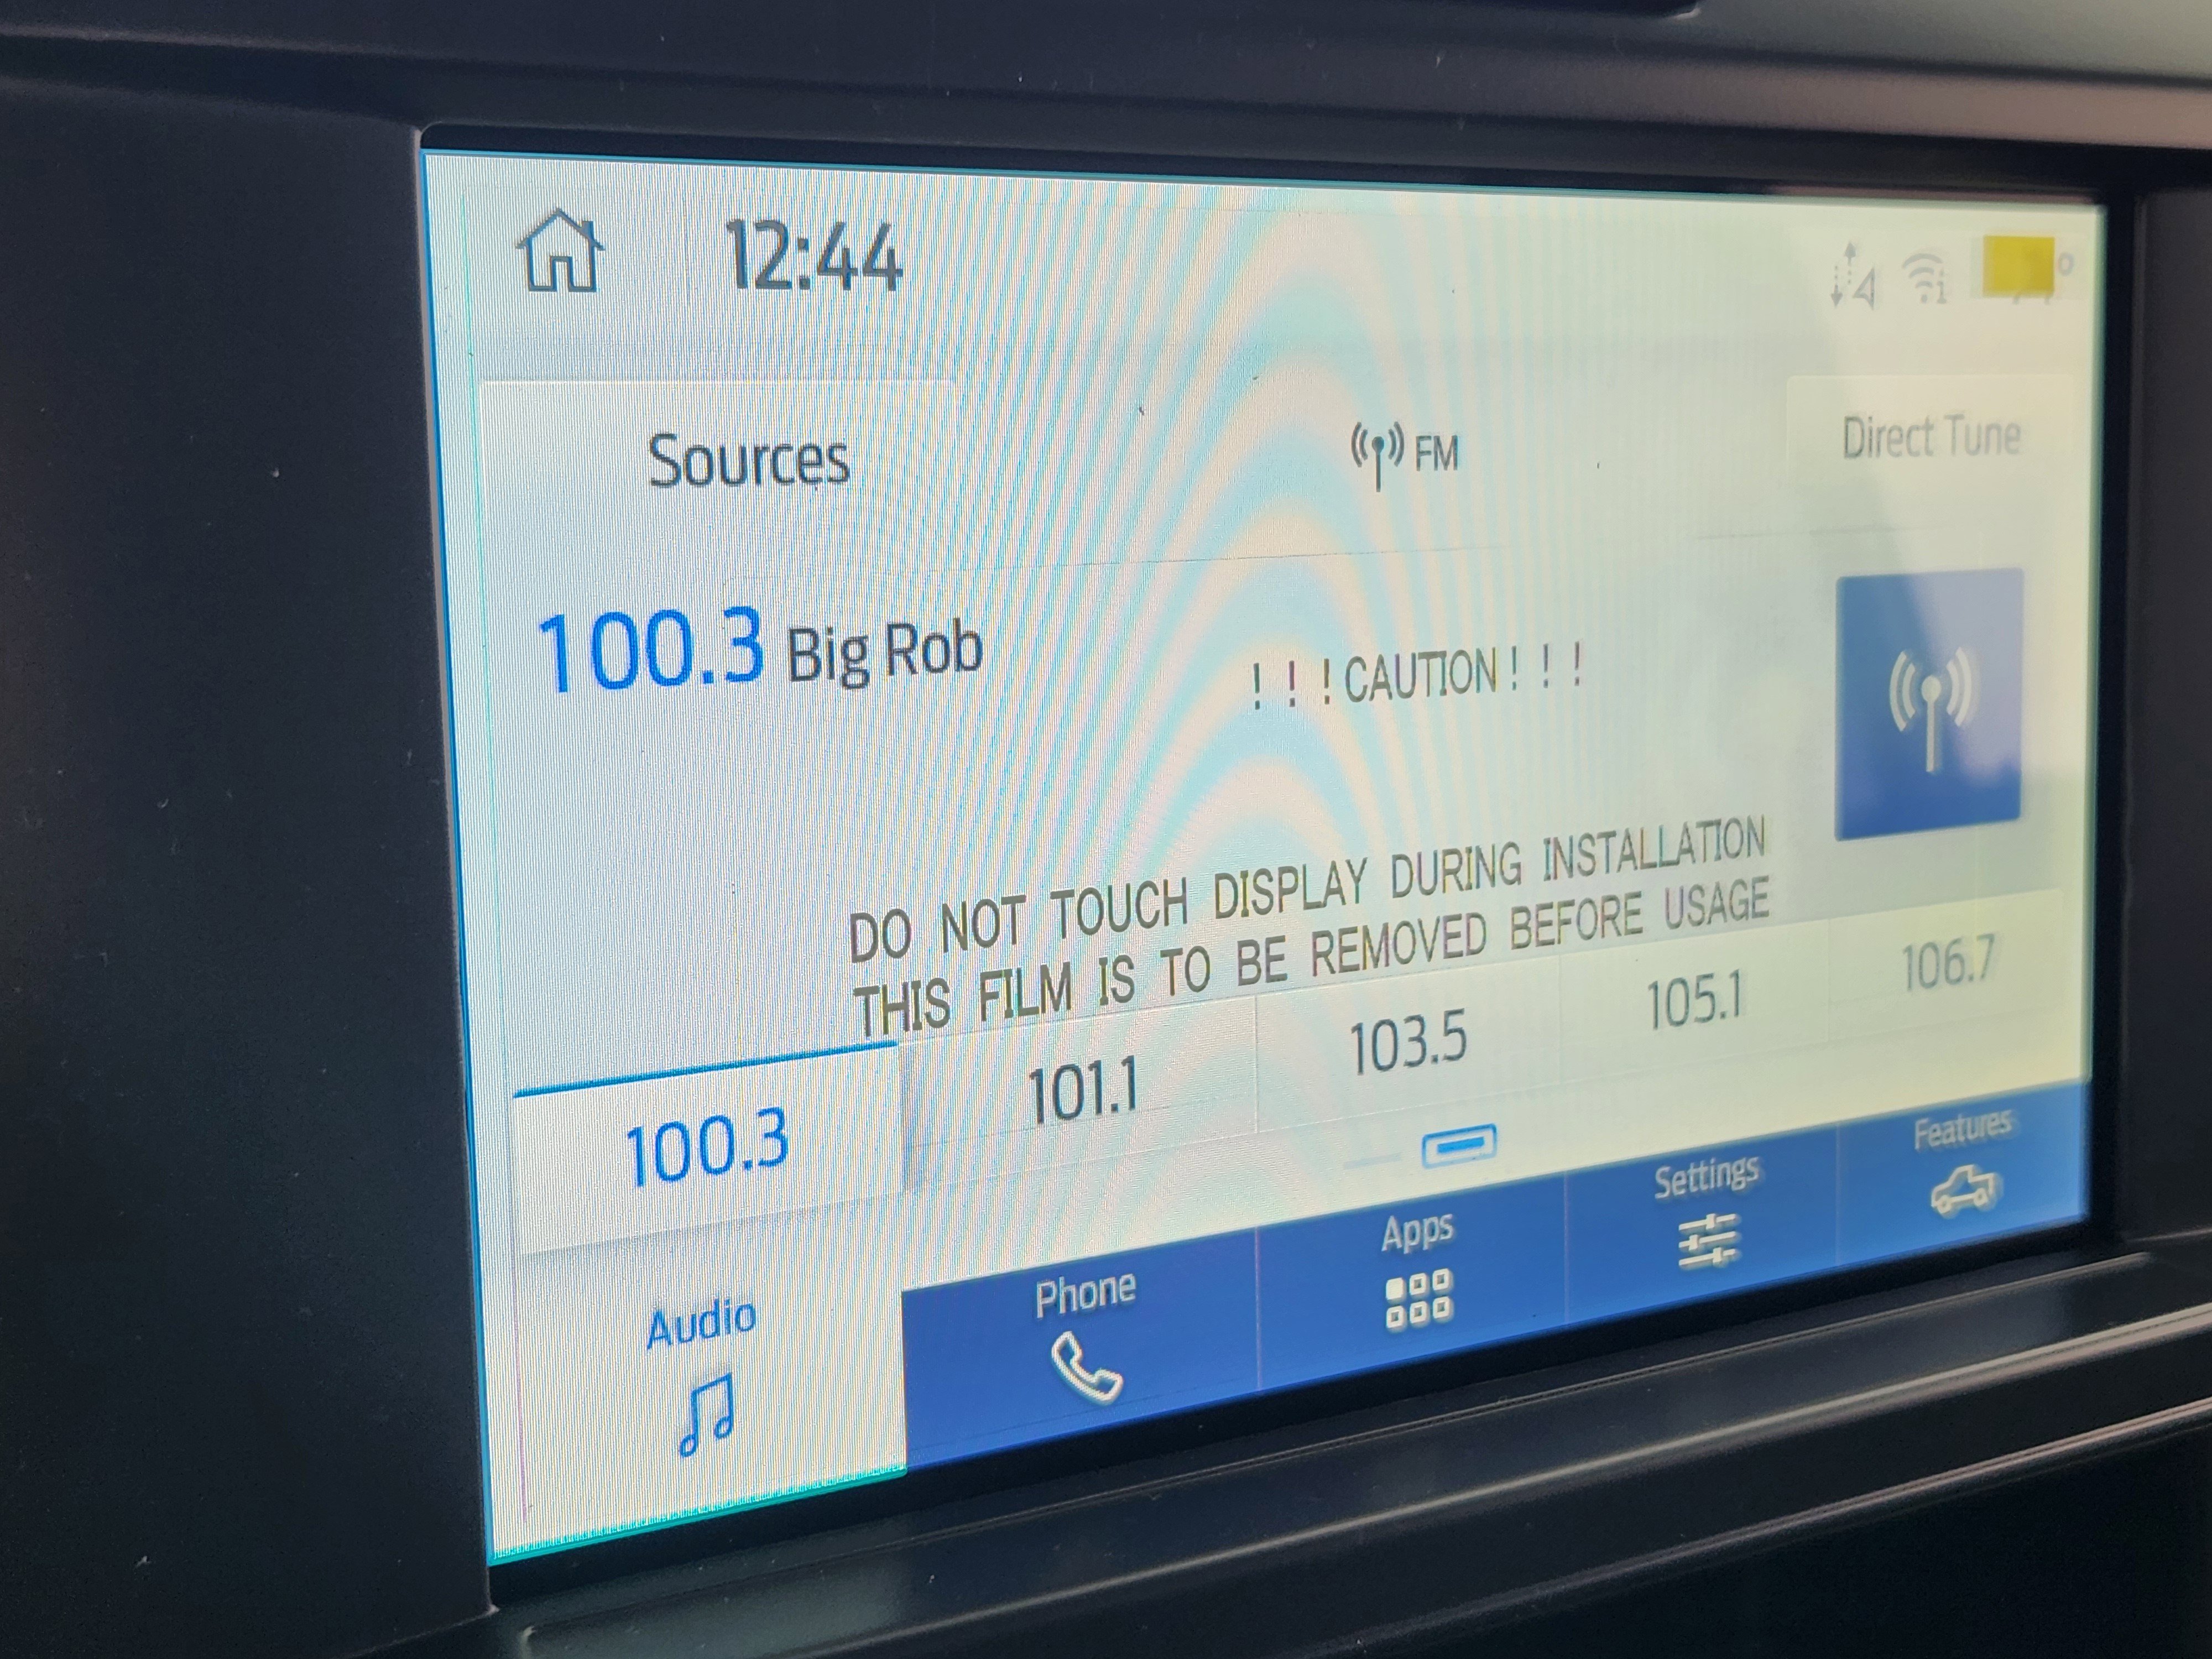 12:44
Sources
FM
Direct Tune
100.3 Big Rob
! ! ! CAUTION ! ! !
DO NOT TOUCH DISPLAY DURING INSTALLATION
THIS FILM IS TO BE REMOVED BEFORE USAGE
100.3
101.1
103.5
105.1
106.7
Audio
Phone
Apps
Settings
Features